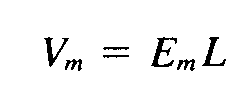 V_m = E_m L